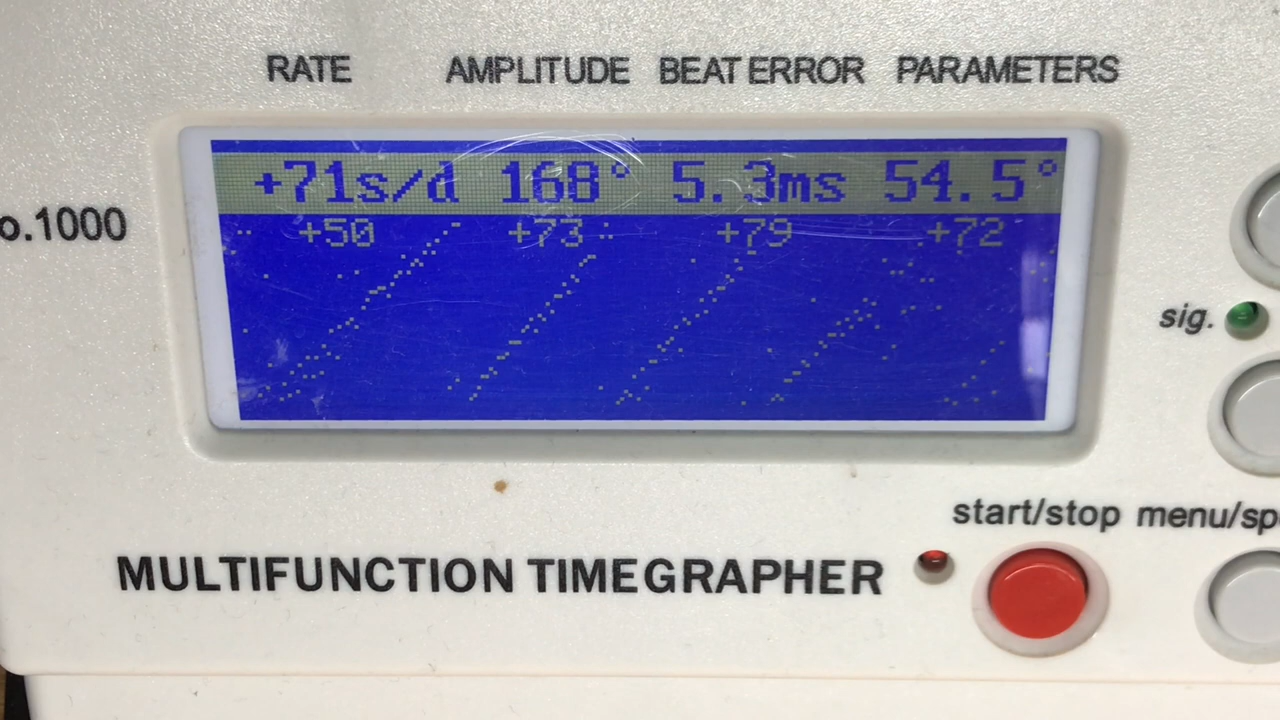 RATE AMPLITUDE BEAT ERROR PARAMETERS
+71s/d 168° 5.3ms 54.5°
+50 +73 +79 +72
o.1000
sig.
start/stop menu/sp
MULTIFUNCTION TIMEGRAPHER